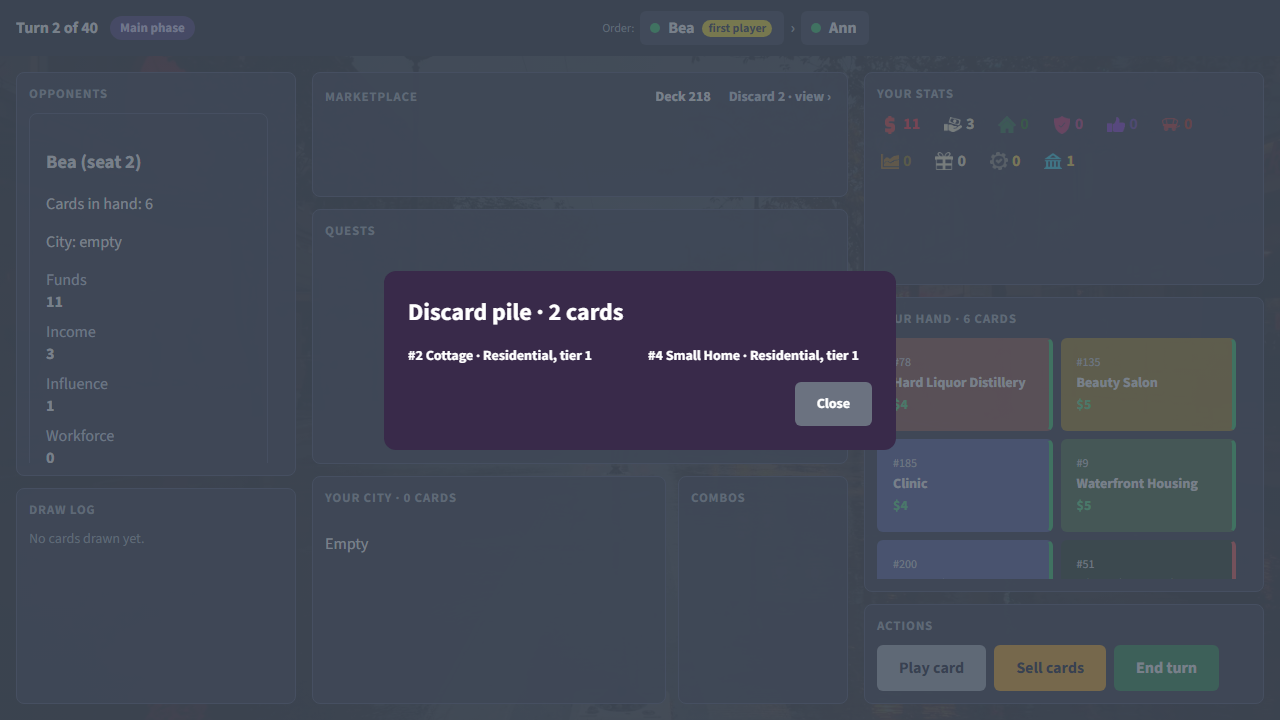 Turn 2 of 40
Main phase
Order:
Bea
first player
›
Ann
OPPONENTS
Bea (seat 2)
Cards in hand: 6
City: empty
Funds
11
Income
3
Influence
1
Workforce
0
DRAW LOG
No cards drawn yet.
MARKETPLACE
Deck 218
Discard 2 · view ›
QUESTS
Discard pile · 2 cards
#2 Cottage · Residential, tier 1
#4 Small Home · Residential, tier 1
Close
YOUR CITY · 0 CARDS
Empty
COMBOS
YOUR STATS
11
3
0
0
0
0
0
0
0
1
UR HAND · 6 CARDS
#78
Hard Liquor Distillery
$4
#135
Beauty Salon
$5
#185
Clinic
$4
#9
Waterfront Housing
$5
#200
#51
ACTIONS
Play card
Sell cards
End turn